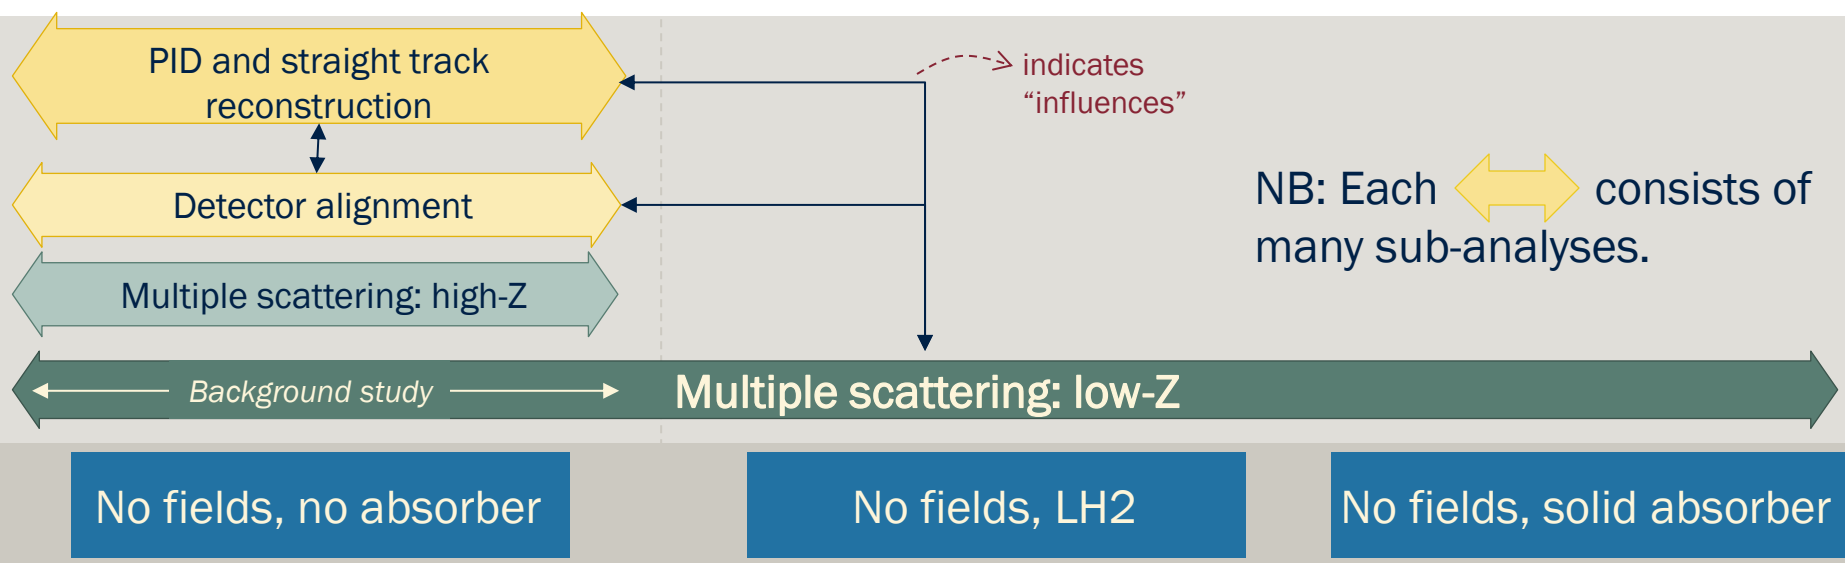 PID and straight track
reconstruction
indicates
“influences”
Detector alignment
NB: Each consists of
many sub-analyses.
Multiple scattering: high-Z
Background study
Multiple scattering: low-Z
No fields, no absorber
No fields, LH2
No fields, solid absorber